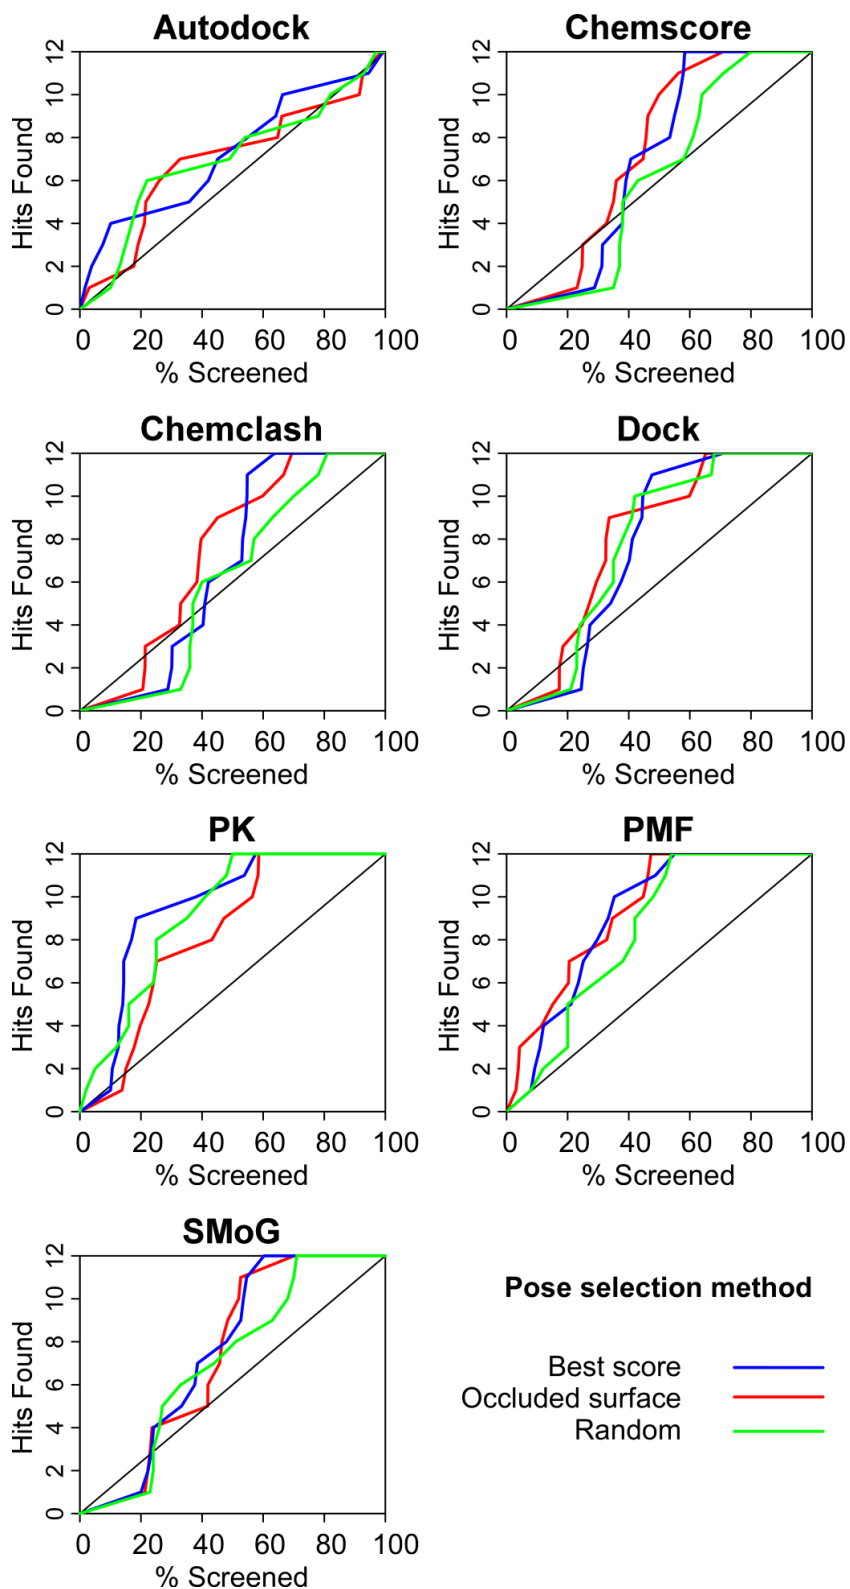 Autodock
Chemscore
12
10
8
6
4
2
0
Hits Found
0 20 40 60 80 100
% Screened
12
10
8
6
4
2
0
Hits Found
0 20 40 60 80 100
% Screened
Chemclash
Dock
12
10
8
6
4
2
0
Hits Found
0 20 40 60 80 100
% Screened
12
10
8
6
4
2
0
Hits Found
0 20 40 60 80 100
% Screened
PK
PMF
12
10
8
6
4
2
0
Hits Found
0 20 40 60 80 100
% Screened
12
10
8
6
4
2
0
Hits Found
0 20 40 60 80 100
% Screened
SMoG
12
10
8
6
4
2
0
Hits Found
0 20 40 60 80 100
% Screened
Pose selection method
Best score
Occluded surface
Random